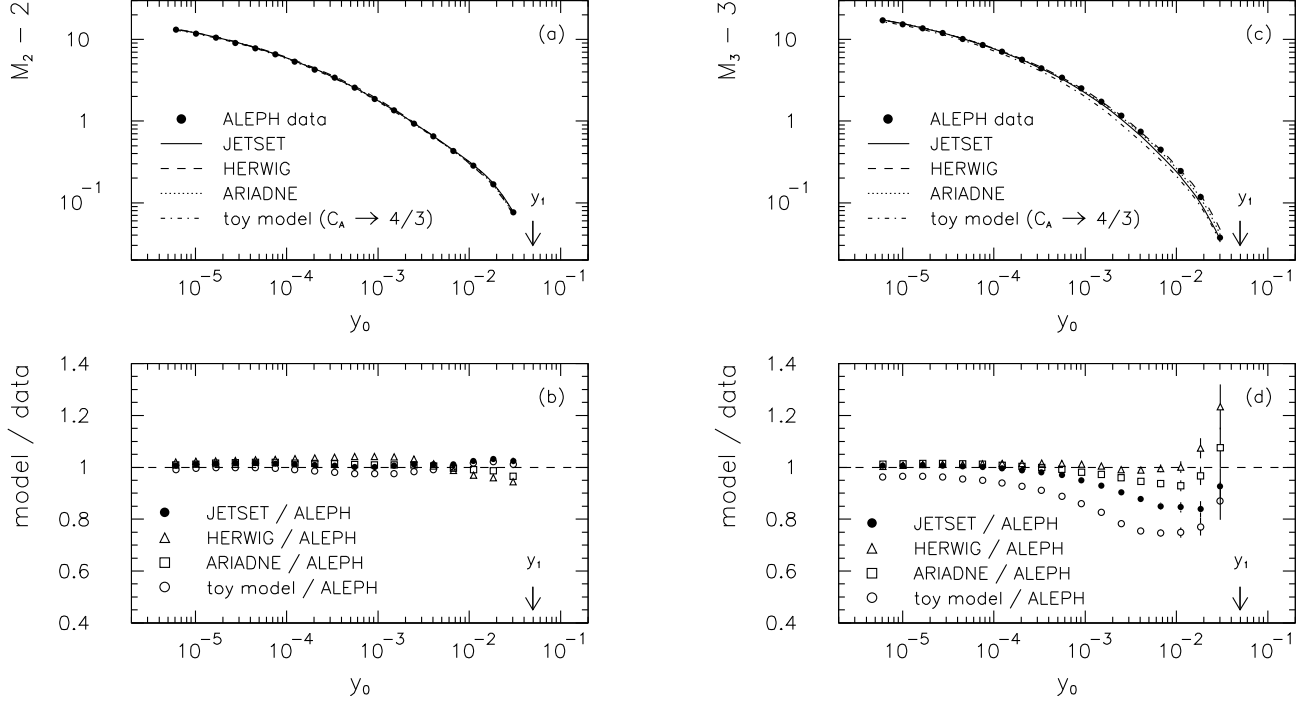 M₂ − 2
10
1
10⁻¹
(a)
ALEPH data
JETSET
HERWIG
ARIADNE
toy model (C_A → 4/3)
y₁
10⁻⁵ 10⁻⁴ 10⁻³ 10⁻² 10⁻¹
y₀
M₃ − 3
10
1
10⁻¹
(c)
ALEPH data
JETSET
HERWIG
ARIADNE
toy model (C_A → 4/3)
y₁
10⁻⁵ 10⁻⁴ 10⁻³ 10⁻² 10⁻¹
y₀
model / data
1.4
1.2
1
0.8
0.6
0.4
(b)
JETSET / ALEPH
HERWIG / ALEPH
ARIADNE / ALEPH
toy model / ALEPH
y₁
10⁻⁵ 10⁻⁴ 10⁻³ 10⁻² 10⁻¹
y₀
model / data
1.4
1.2
1
0.8
0.6
0.4
(d)
JETSET / ALEPH
HERWIG / ALEPH
ARIADNE / ALEPH
toy model / ALEPH
y₁
10⁻⁵ 10⁻⁴ 10⁻³ 10⁻² 10⁻¹
y₀